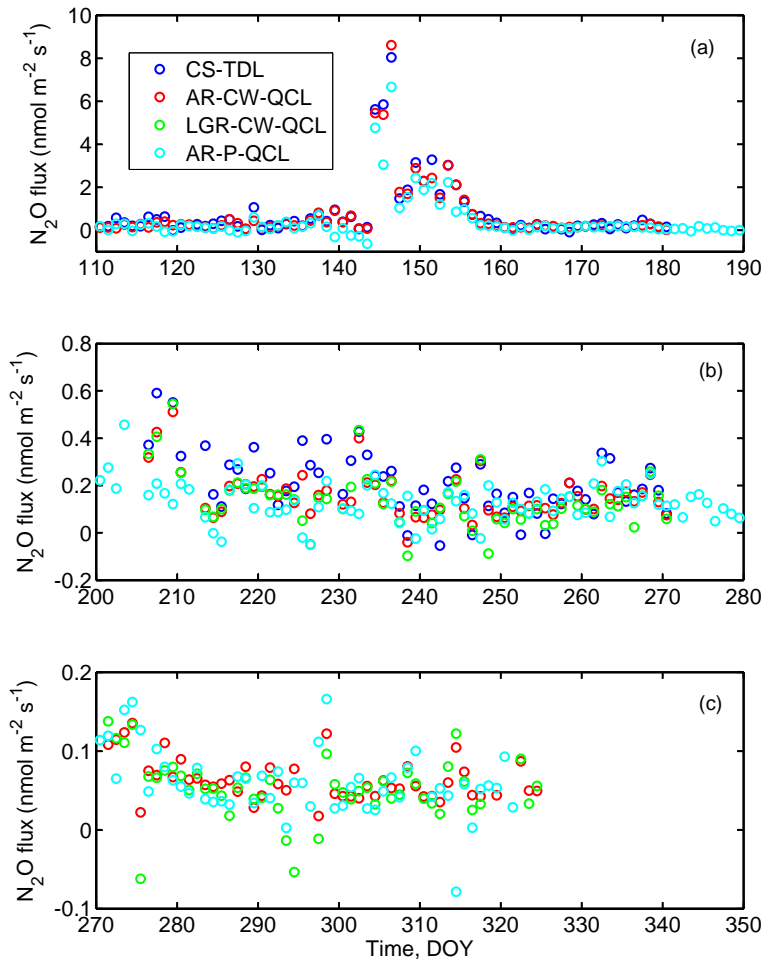 (a)
N₂O flux (nmol m⁻² s⁻¹)
10
8
6
4
2
0
CS-TDL
AR-CW-QCL
LGR-CW-QCL
AR-P-QCL
110 120 130 140 150 160 170 180 190
(b)
N₂O flux (nmol m⁻² s⁻¹)
0.8
0.6
0.4
0.2
0
-0.2
200 210 220 230 240 250 260 270 280
(c)
N₂O flux (nmol m⁻² s⁻¹)
0.2
0.1
0
-0.1
270 280 290 300 310 320 330 340 350
Time, DOY